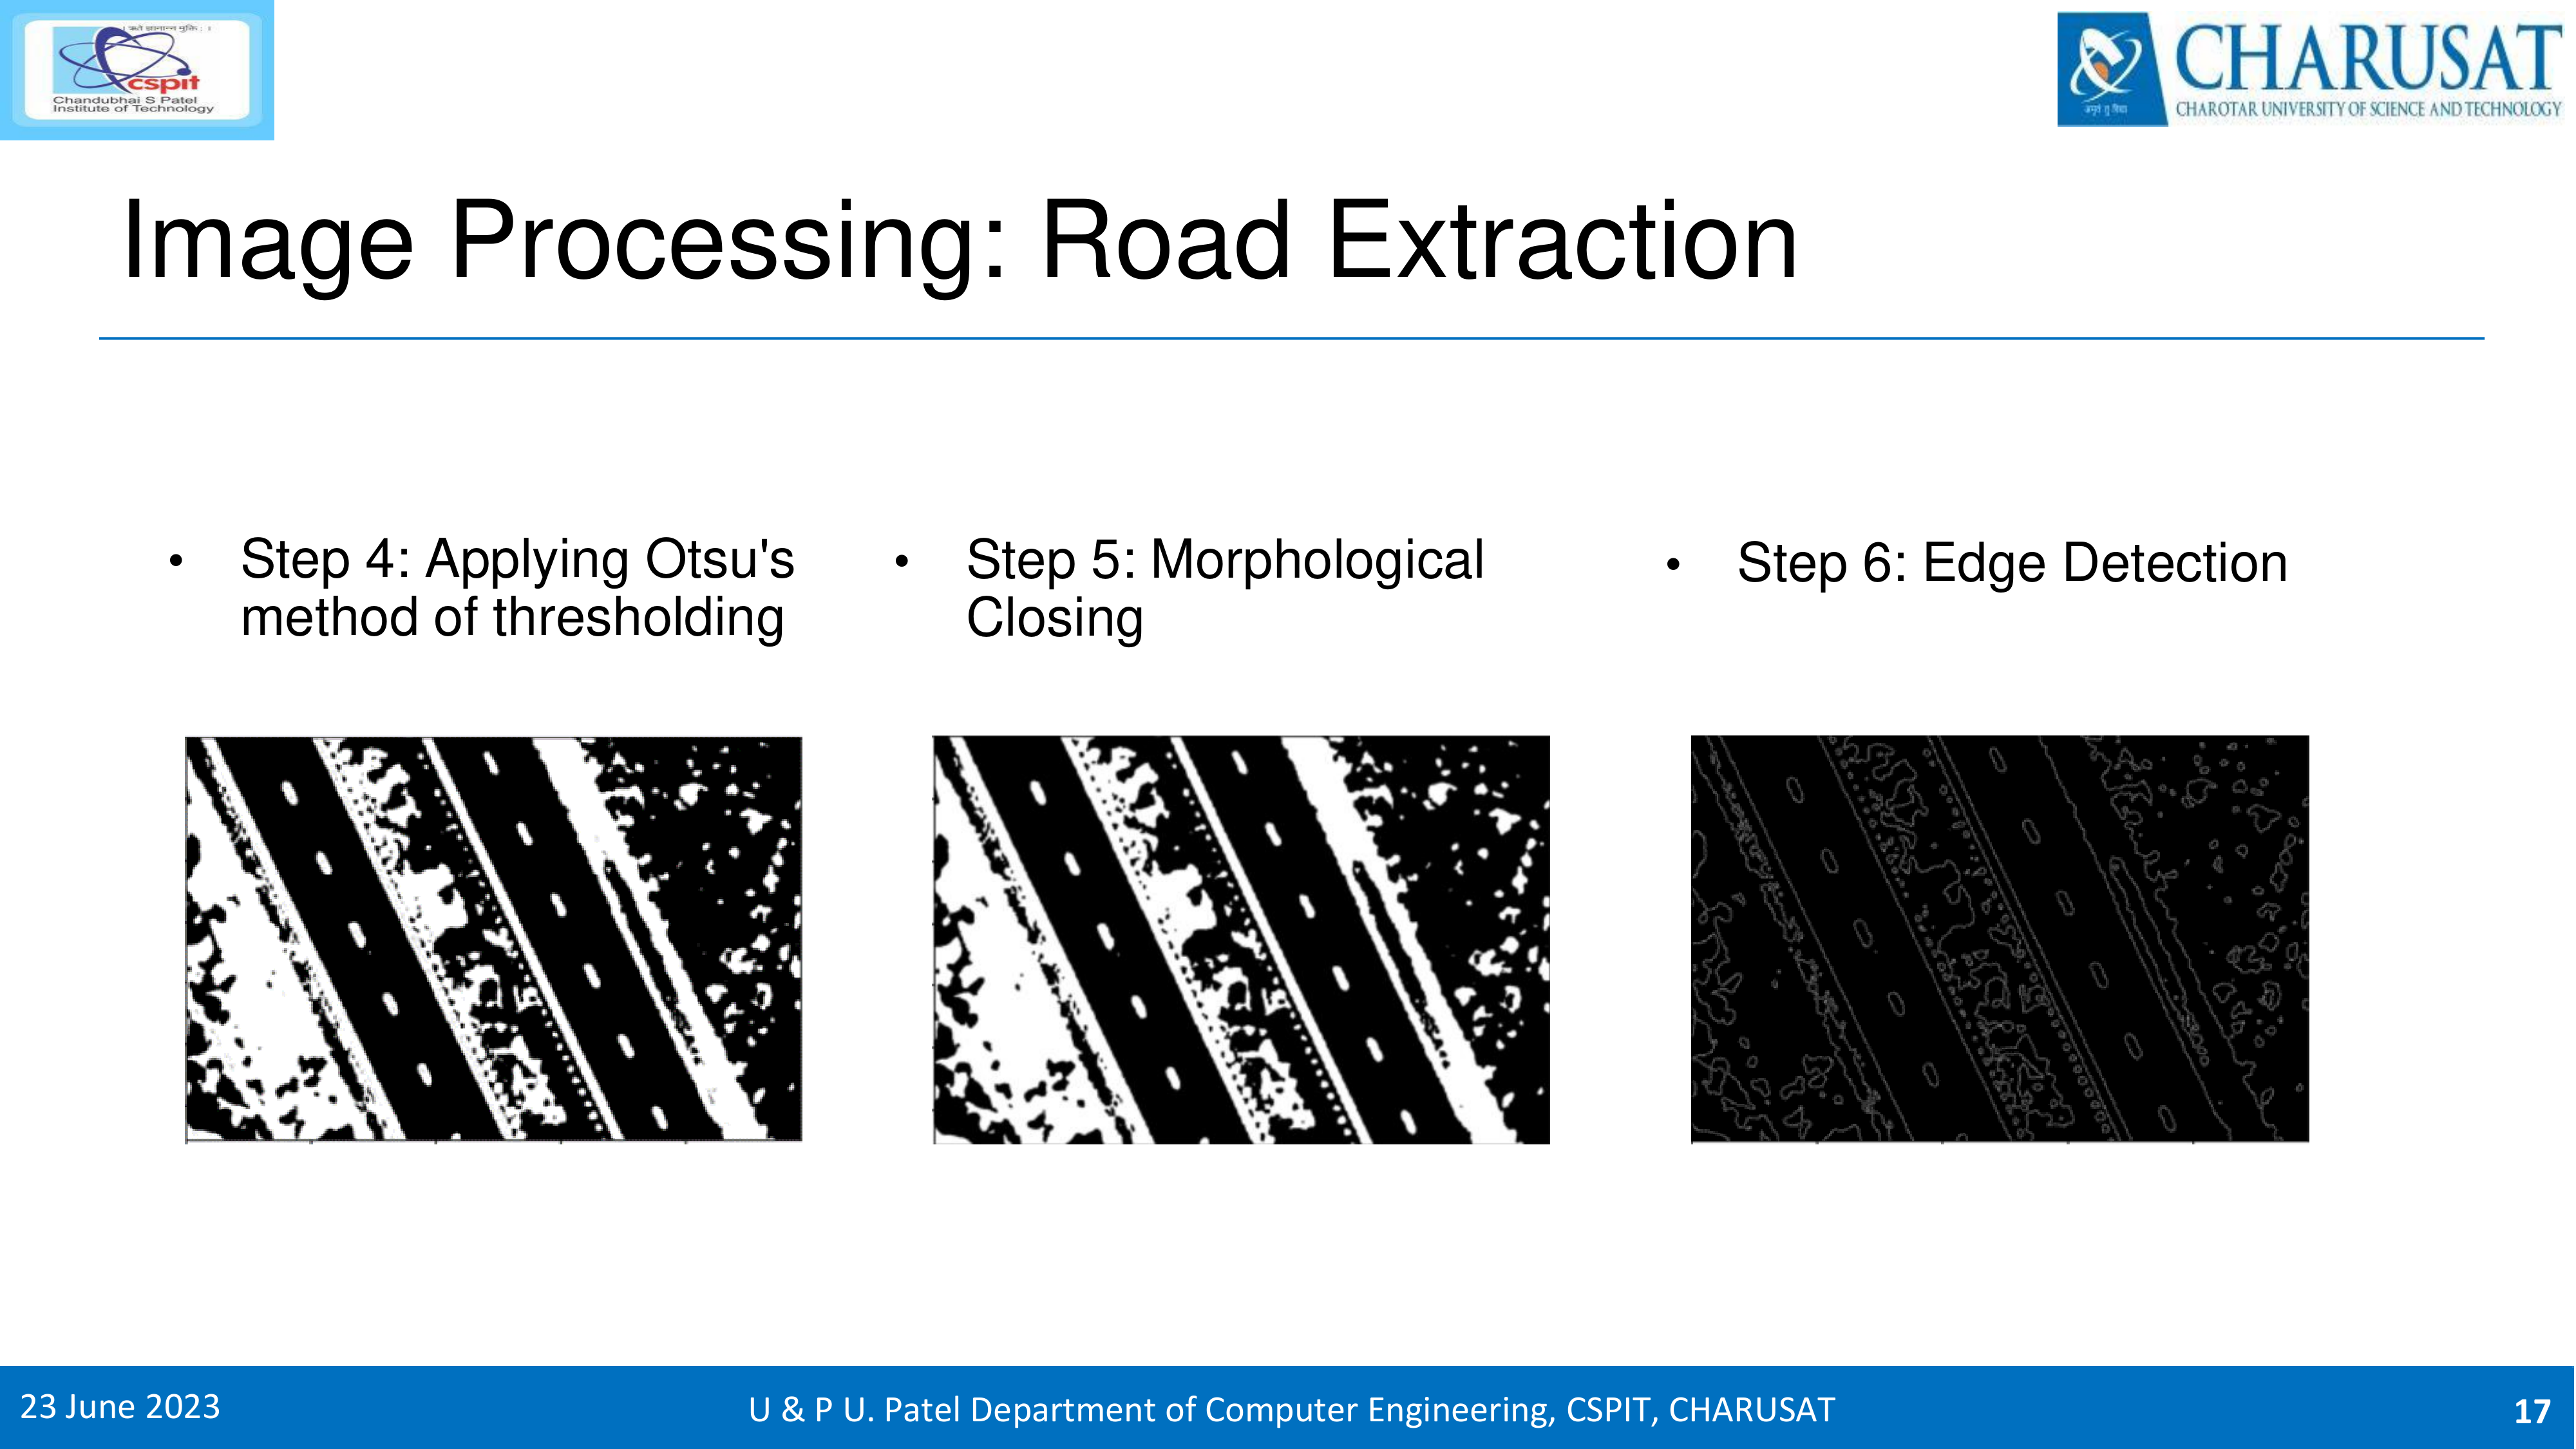 cspit
Chandubhai S Patel
Institute of Technology
CHARUSAT
CHAROTAR UNIVERSITY OF SCIENCE AND TECHNOLOGY
Image Processing: Road Extraction
• Step 4: Applying Otsu's
method of thresholding
• Step 5: Morphological
Closing
• Step 6: Edge Detection
23 June 2023
U & P U. Patel Department of Computer Engineering, CSPIT, CHARUSAT
17